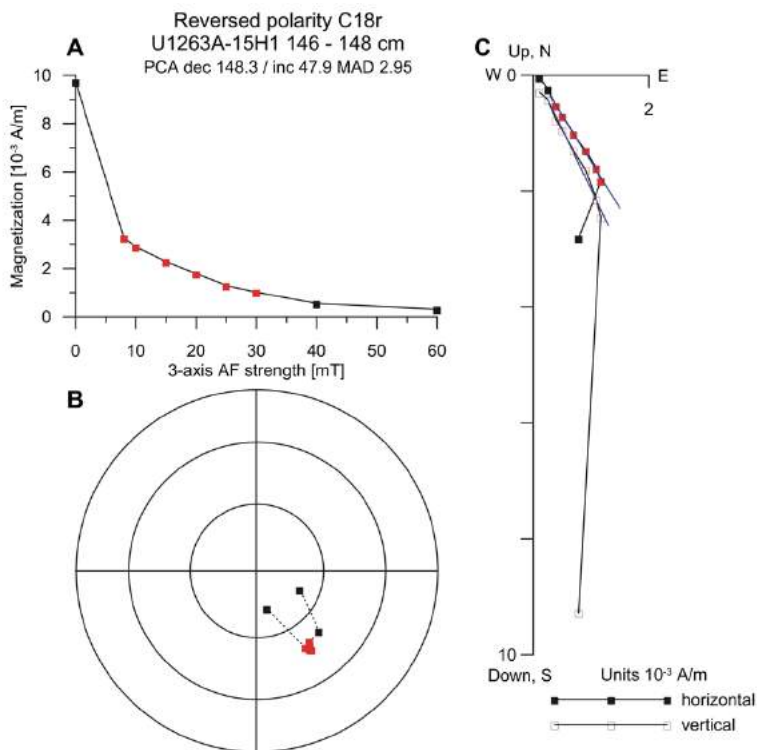 Reversed polarity C18r
U1263A-15H1 146 - 148 cm
PCA dec 148.3 / inc 47.9 MAD 2.95
A
10
8
6
4
2
0
Magnetization [10⁻³ A/m]
0 10 20 30 40 50 60
3-axis AF strength [mT]
B
C
Up, N
W 0 E
2
10
Down, S
Units 10⁻³ A/m
horizontal
vertical